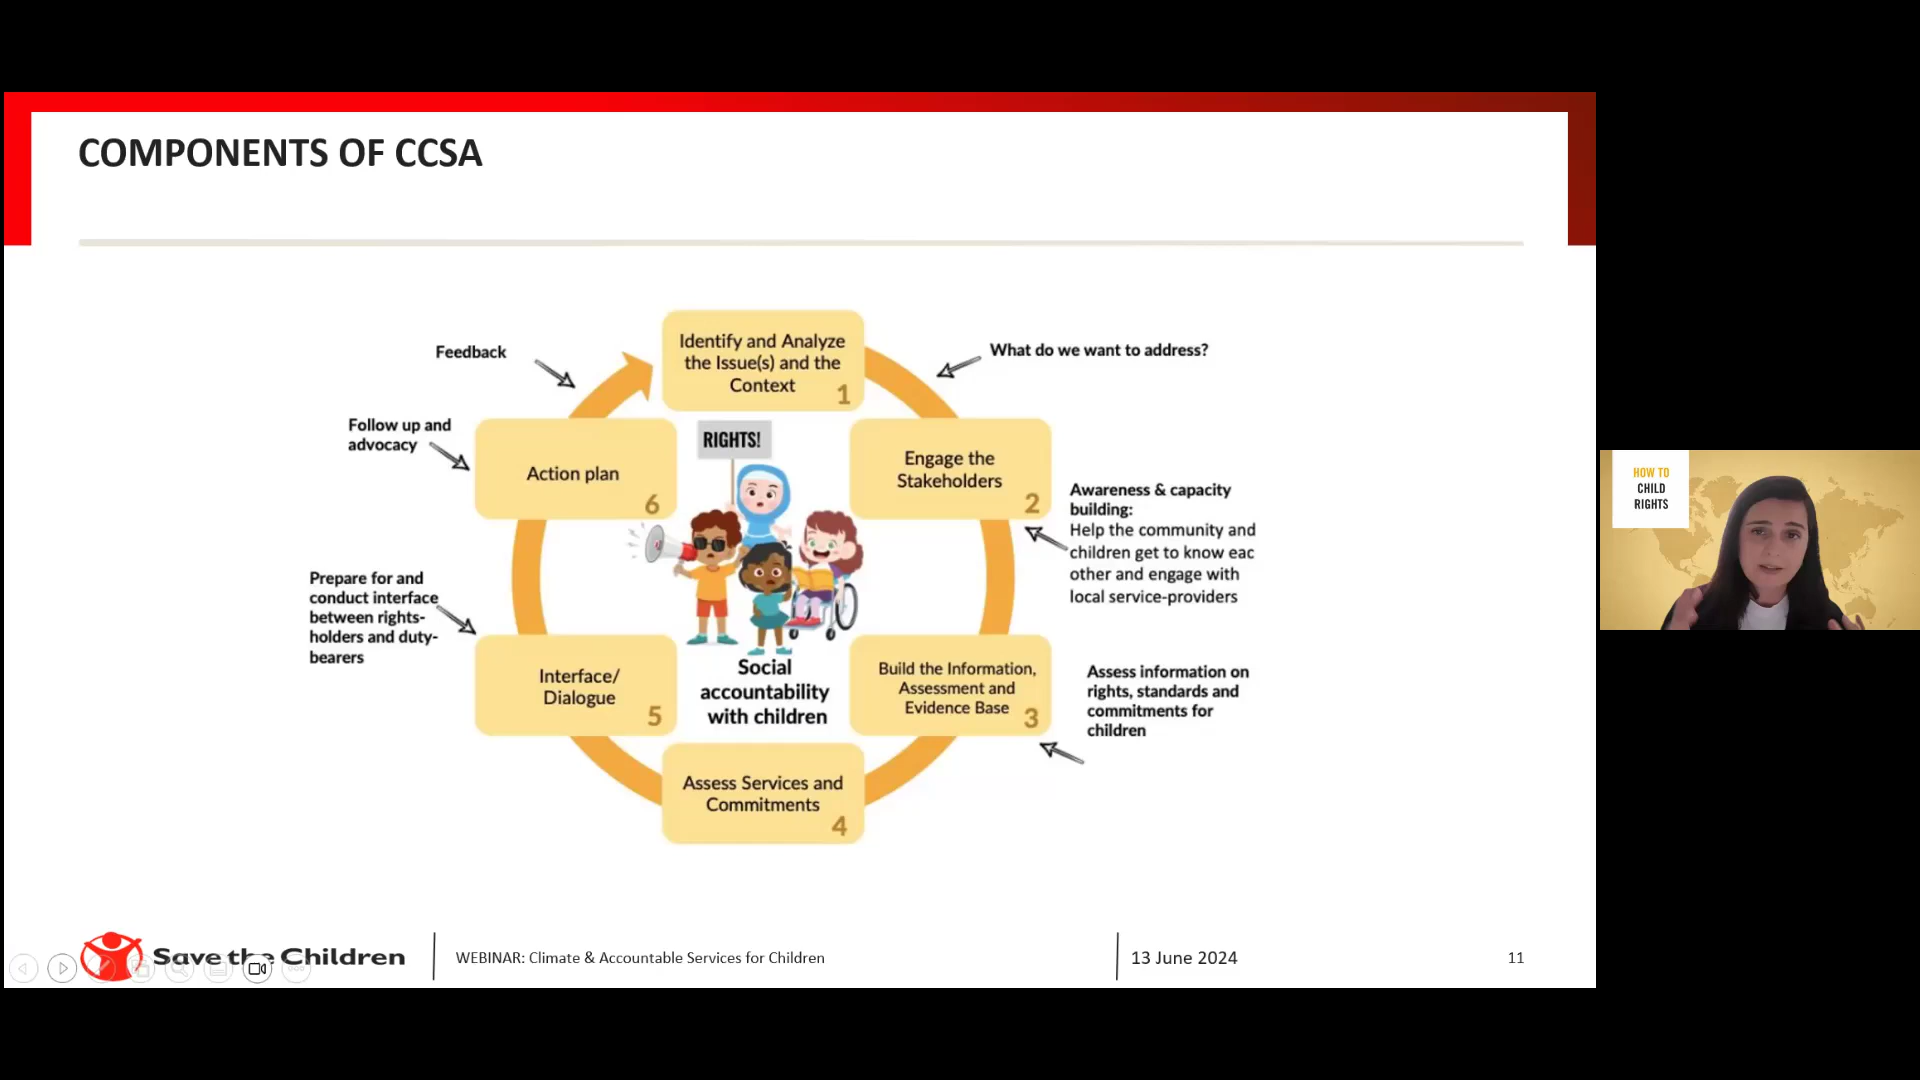 COMPONENTS OF CCSA
Identify and Analyze
the Issue(s) and the
Context
1
What do we want to address?
Engage the
Stakeholders
2
Awareness & capacity
building:
Help the community and
children get to know eac
other and engage with
local service-providers
Build the Information,
Assessment and
Evidence Base
3
Assess information on
rights, standards and
commitments for
children
Assess Services and
Commitments
4
Interface/
Dialogue
5
Prepare for and
conduct interface
between rights-
holders and duty-
bearers
Action plan
6
Follow up and
advocacy
Feedback
RIGHTS!
Social
accountability
with children
Save the Children
WEBINAR: Climate & Accountable Services for Children
13 June 2024
11
HOW TO
CHILD
RIGHTS